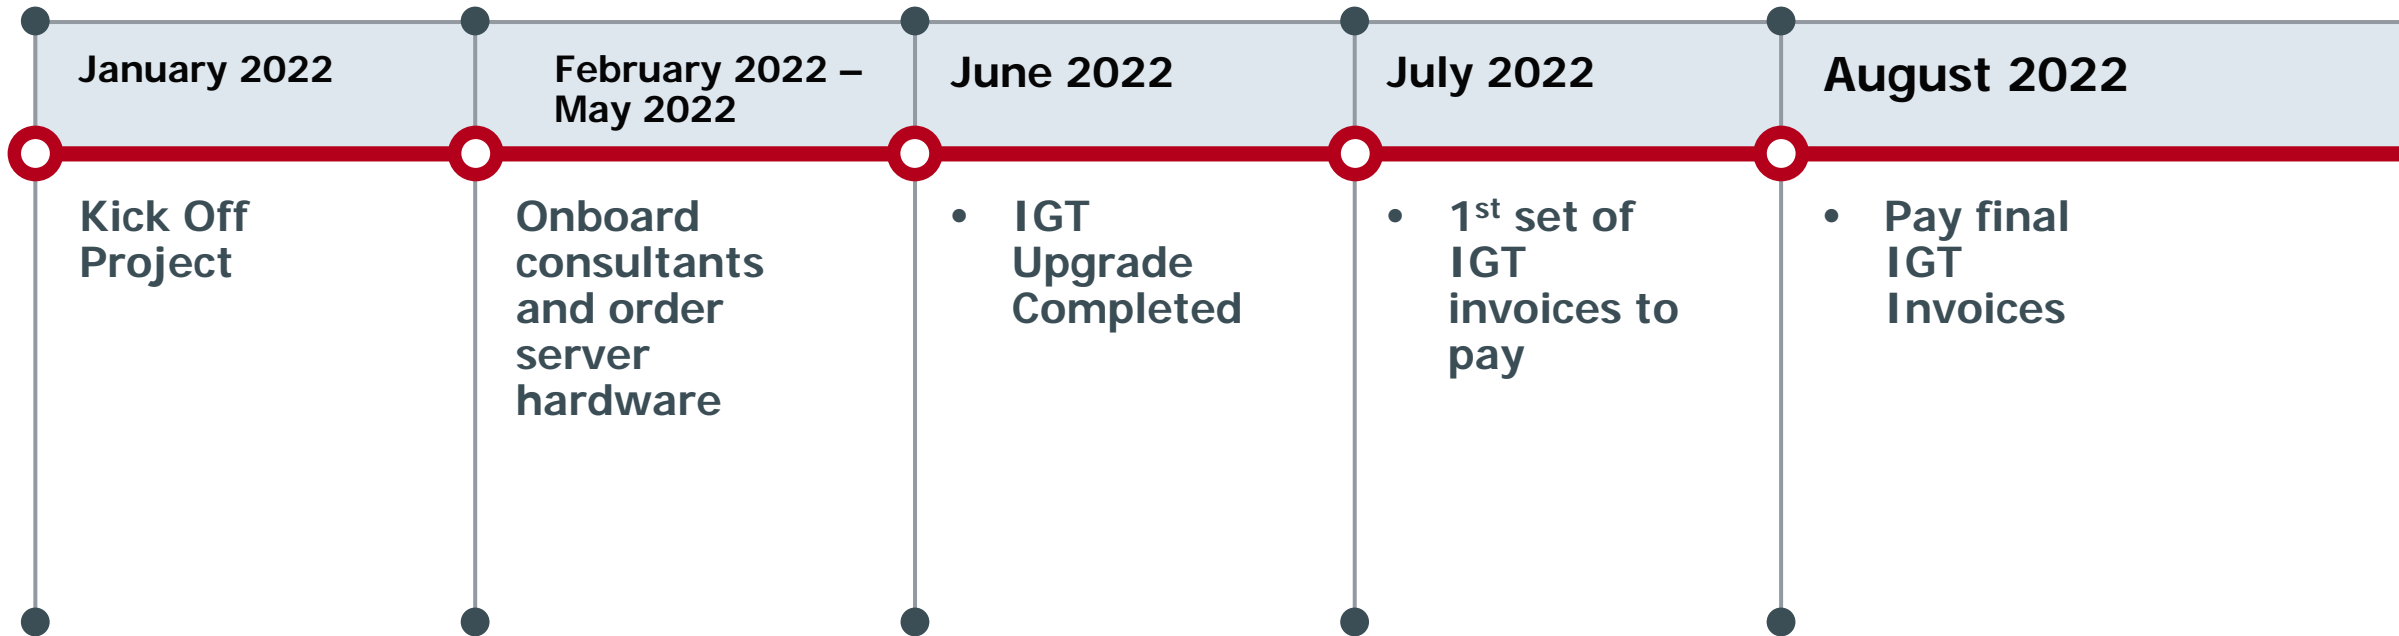 January 2022
Kick Off
Project
February 2022 –
May 2022
Onboard
consultants
and order
server
hardware
June 2022
• IGT
Upgrade
Completed
July 2022
• 1st set of
IGT
invoices to
pay
August 2022
• Pay final
IGT
Invoices